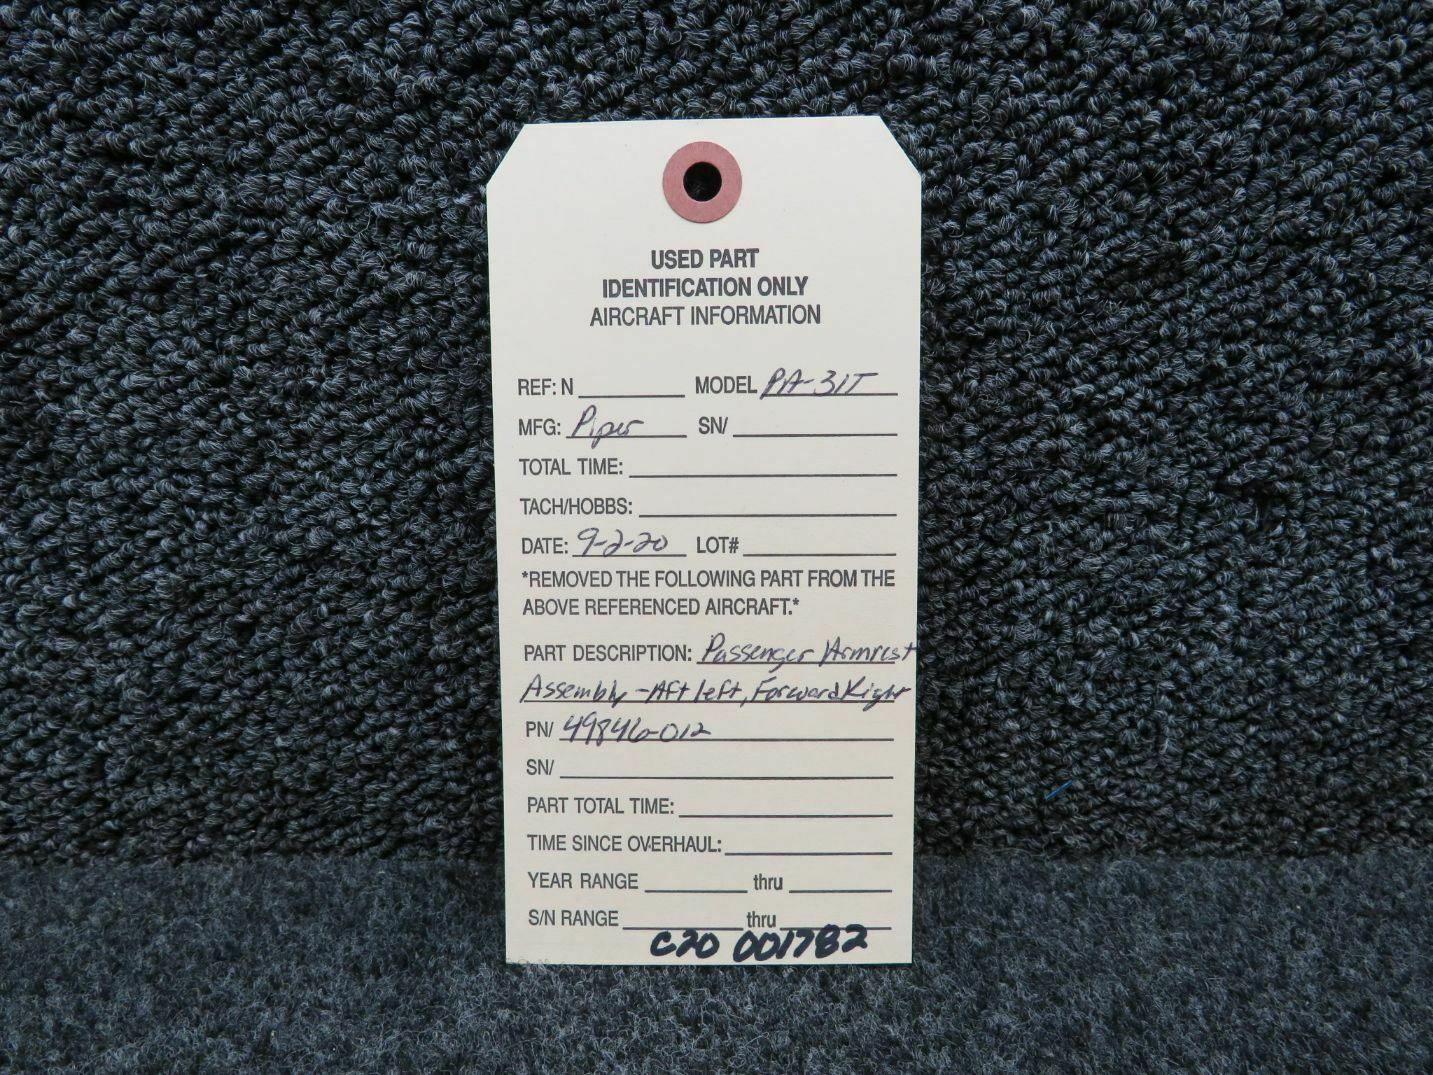 USED PART
IDENTIFICATION ONLY
AIRCRAFT INFORMATION
REF: N MODEL PA-31T
MFG: Piper SN/
TOTAL TIME:
TACH/HOBBS:
DATE: 9-2-20 LOT#
*REMOVED THE FOLLOWING PART FROM THE
ABOVE REFERENCED AIRCRAFT.*
PART DESCRIPTION: Passenger Armrest
Assembly - Aft left, Forward Right
PN/ 49846-012
SN/
PART TOTAL TIME:
TIME SINCE OVERHAUL:
YEAR RANGE thru
S/N RANGE thru
C20 001782